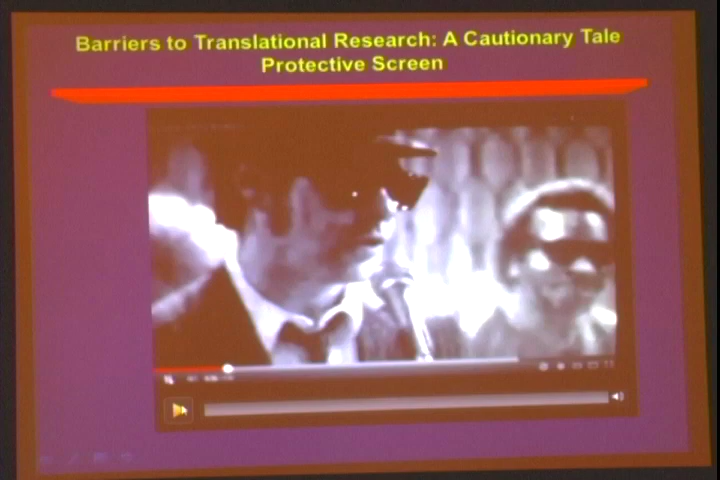 Barriers to Translational Research: A Cautionary Tale
Protective Screen